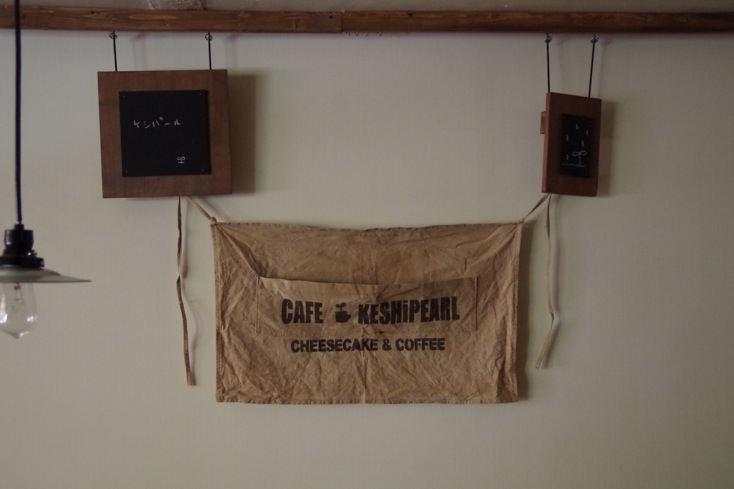 ケシパール
CAFE KESHiPEARL
CHEESECAKE & COFFEE